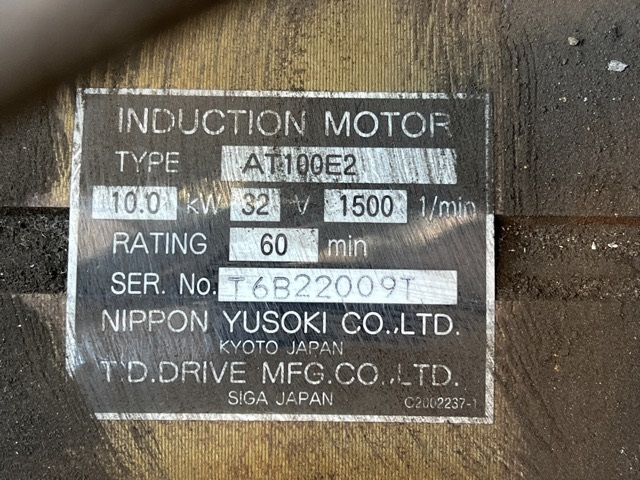 INDUCTION MOTOR
TYPE AT100E2
10.0 kW 32 V 1500 1/min
RATING 60 min
SER. No. T6B22009T
NIPPON YUSOKI CO.,LTD.
KYOTO JAPAN
T.D.DRIVE MFG.CO.,LTD.
SIGA JAPAN C2002237-1